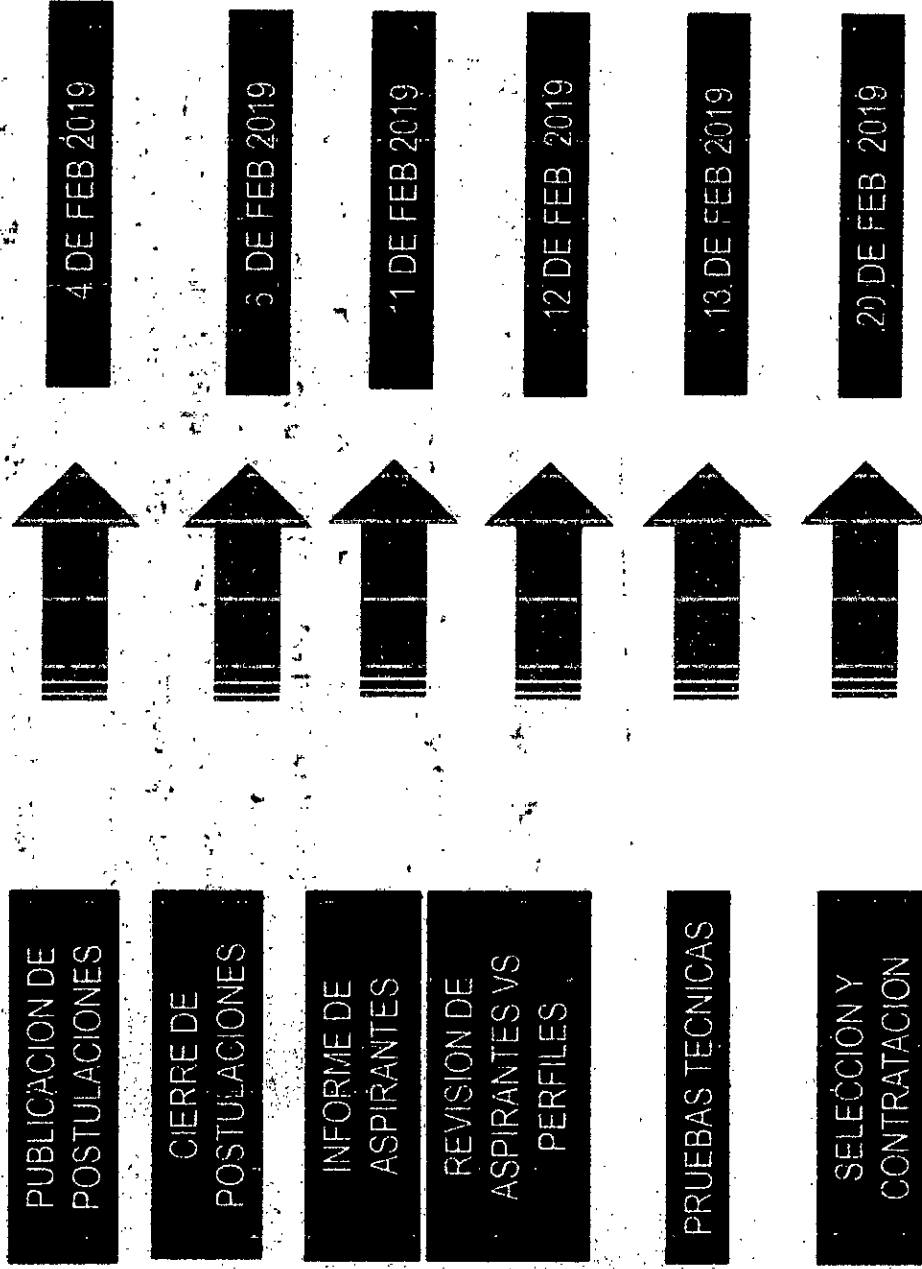 PUBLICACION DE
POSTULACIONES
4 DE FEB 2019
CIERRE DE
POSTULACIONES
DE FEB 2019
INFORME DE
ASPIRANTES
11 DE FEB 2019
REVISION DE
ASPIRANTES VS
PERFILES
12 DE FEB 2019
PRUEBAS TECNICAS
13 DE FEB 2019
SELECCIÓN Y
CONTRATACION
20 DE FEB 2019